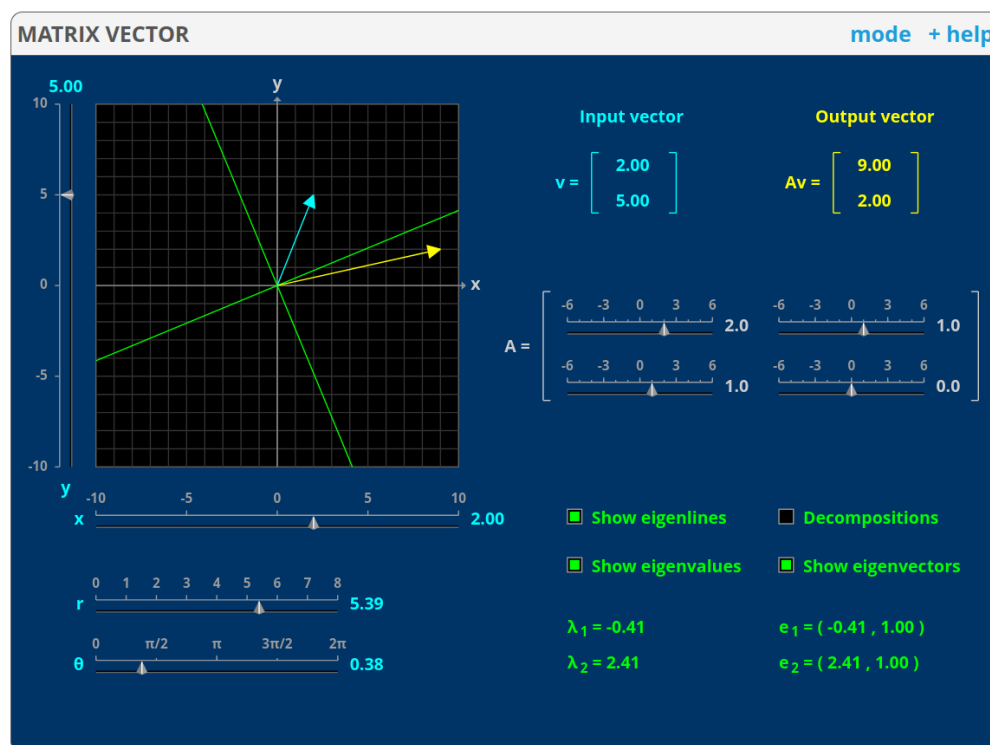 MATRIX VECTOR mode + help
5.00 y
Input vector Output vector
10
5
0
-5
-10
x
v = 2.00 Av = 9.00
5.00 2.00
-6 -3 0 3 6 -6 -3 0 3 6
2.0 1.0
A =
-6 -3 0 3 6 -6 -3 0 3 6
1.0 0.0
y
-10 -5 0 5 10
x 2.00
Show eigenlines Decompositions
Show eigenvalues Show eigenvectors
0 1 2 3 4 5 6 7 8
r 5.39
λ1 = -0.41 e1 = ( -0.41 , 1.00 )
0 π/2 π 3π/2 2π
θ 0.38
λ2 = 2.41 e2 = ( 2.41 , 1.00 )